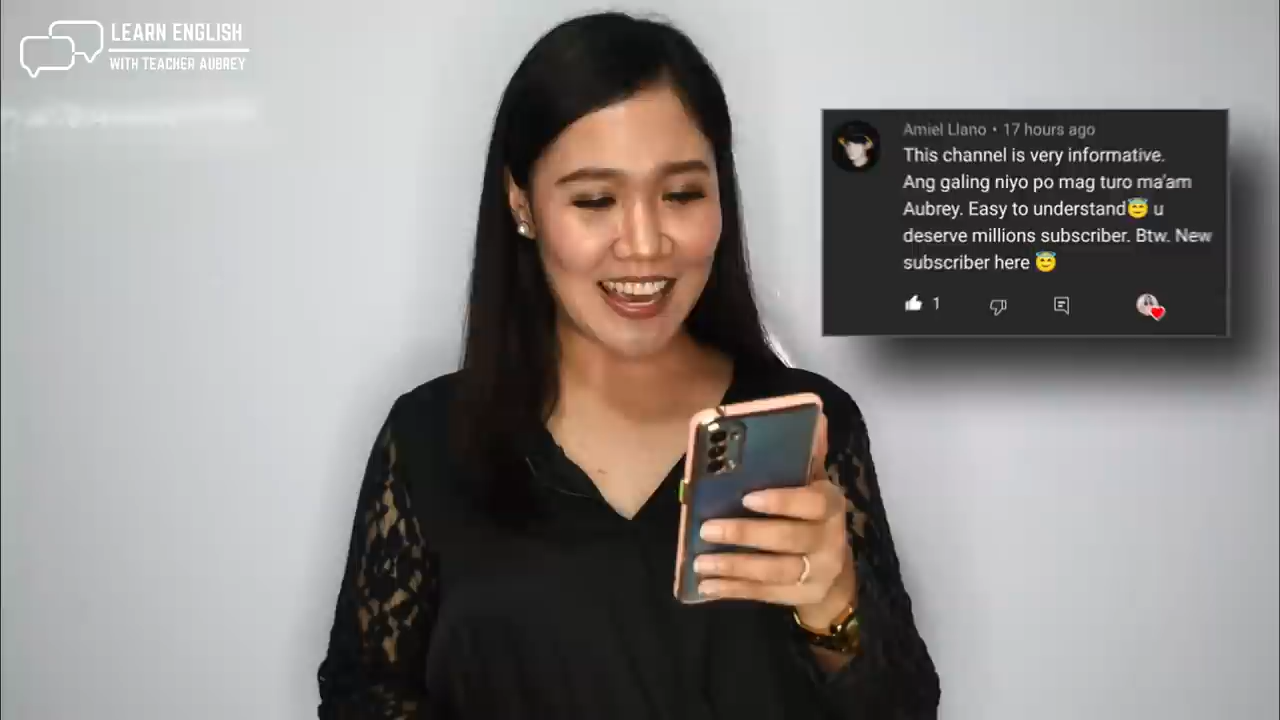 LEARN ENGLISH
WITH TEACHER AUBREY
Amiel Llano • 17 hours ago
This channel is very informative.
Ang galing niyo po mag turo ma'am
Aubrey. Easy to understand😇 u
deserve millions subscriber. Btw. New
subscriber here 😇
1